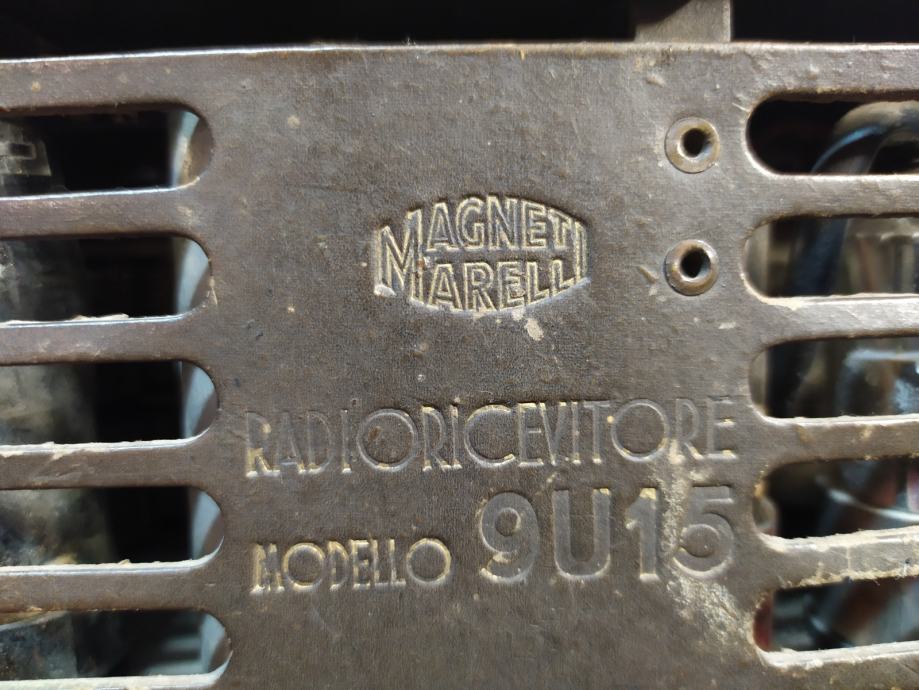 MAGNETI
MARELLI
RADIORICEVITORE
MODELLO 9U15